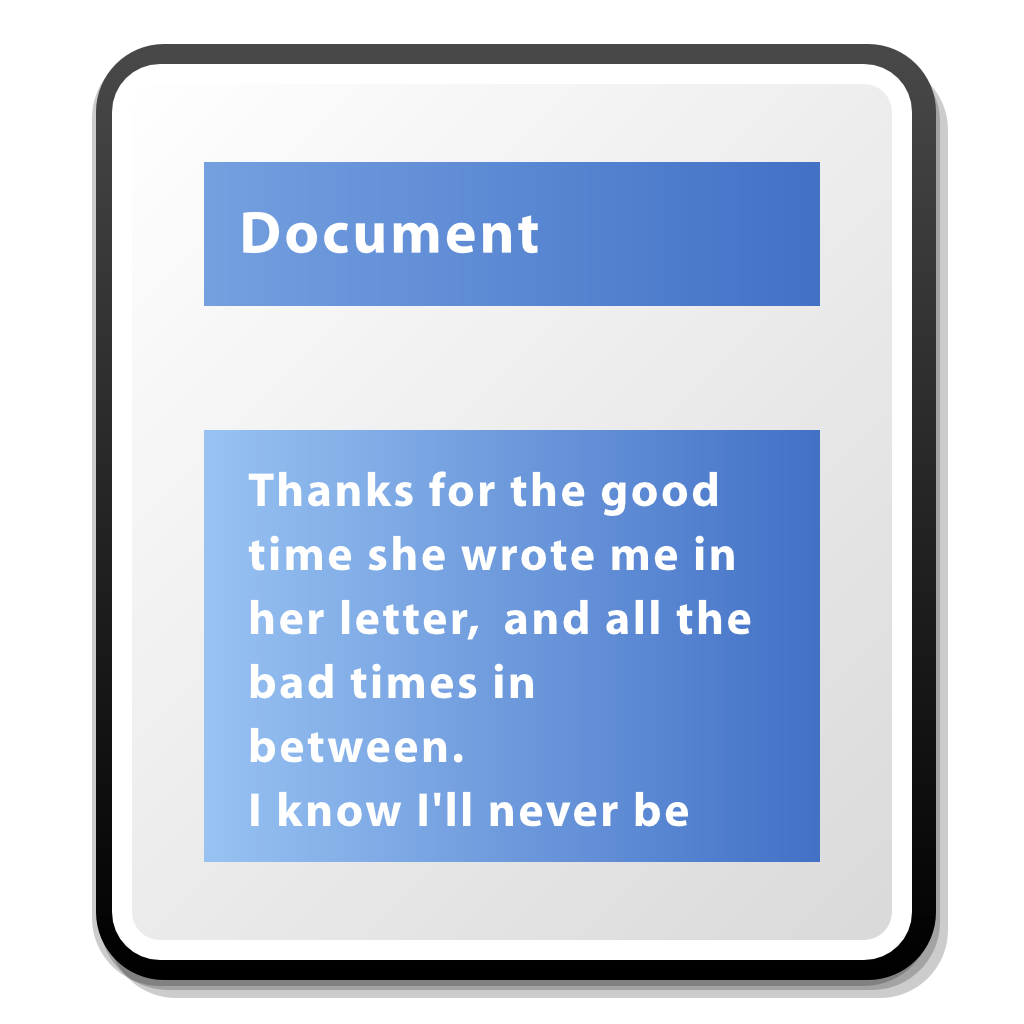 Document
Thanks for the good
time she wrote me in
her letter, and all the
bad times in
between.
I know I'll never be